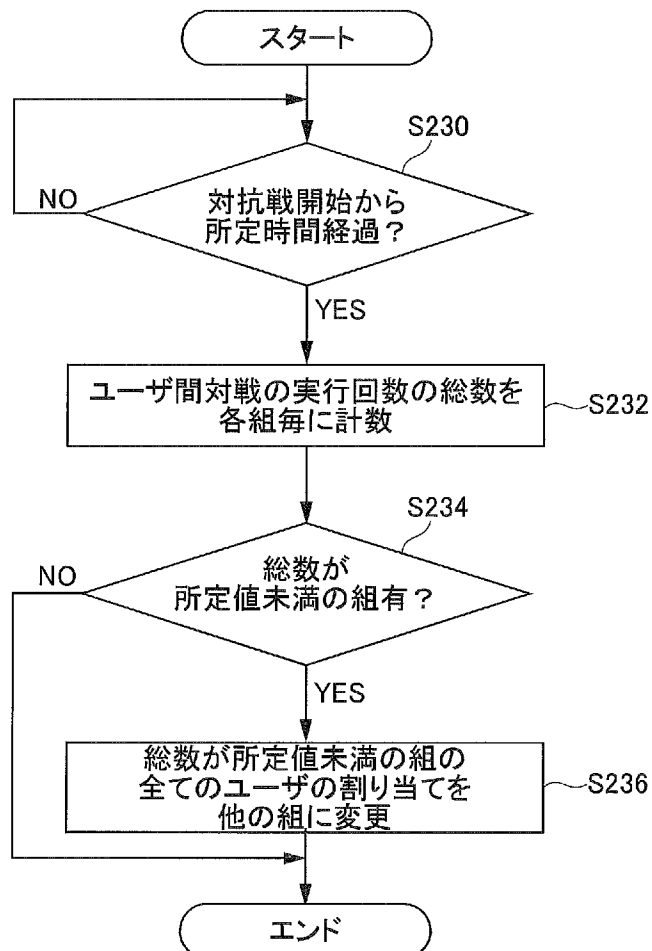 スタート
S230
対抗戦開始から
所定時間経過？
NO
YES
ユーザ間対戦の実行回数の総数を
各組毎に計数
S232
S234
総数が
所定値未満の組有？
NO
YES
総数が所定値未満の組の
全てのユーザの割り当てを
他の組に変更
S236
エンド